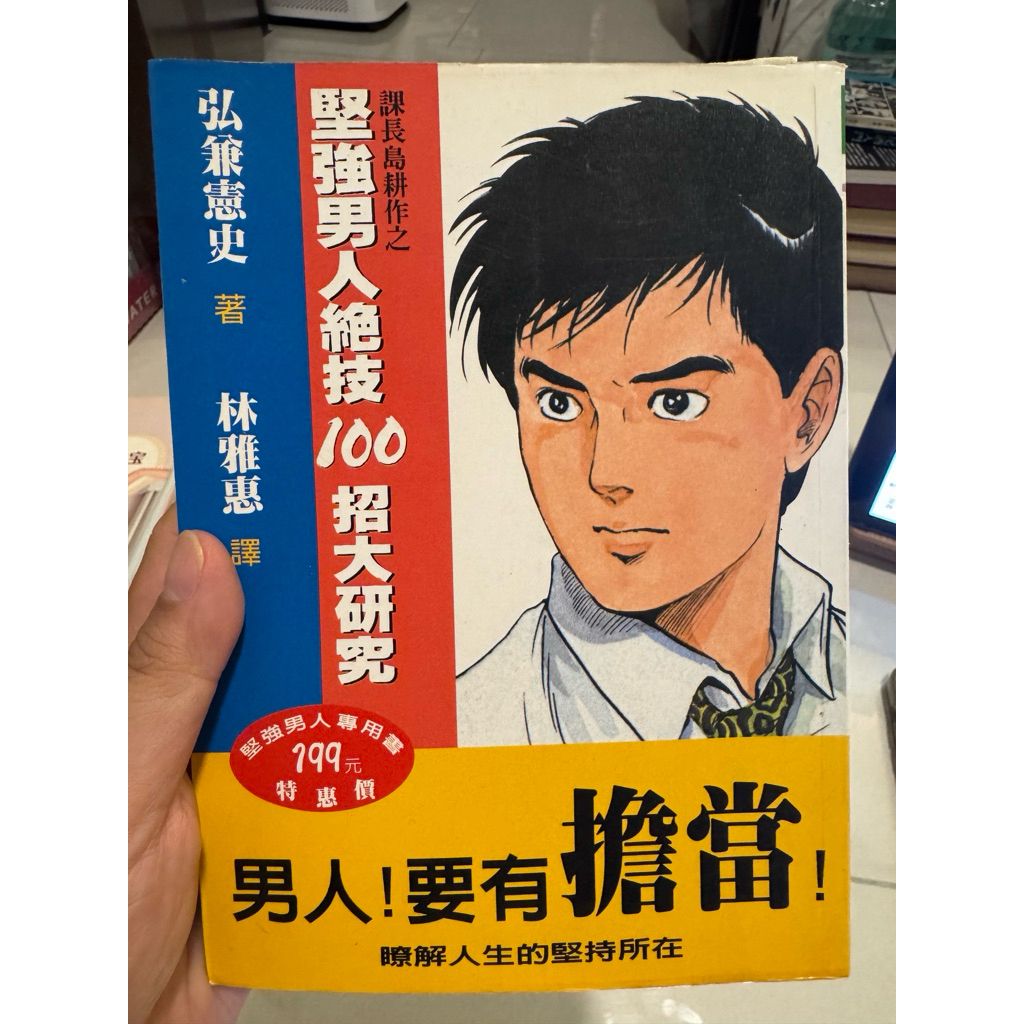 課長島耕作之
堅強男人絶技100招大研究
弘兼憲史 著
林雅惠 譯
堅強男人專用書
199元
特惠價
男人!要有擔當!
瞭解人生的堅持所在
ATER
宝